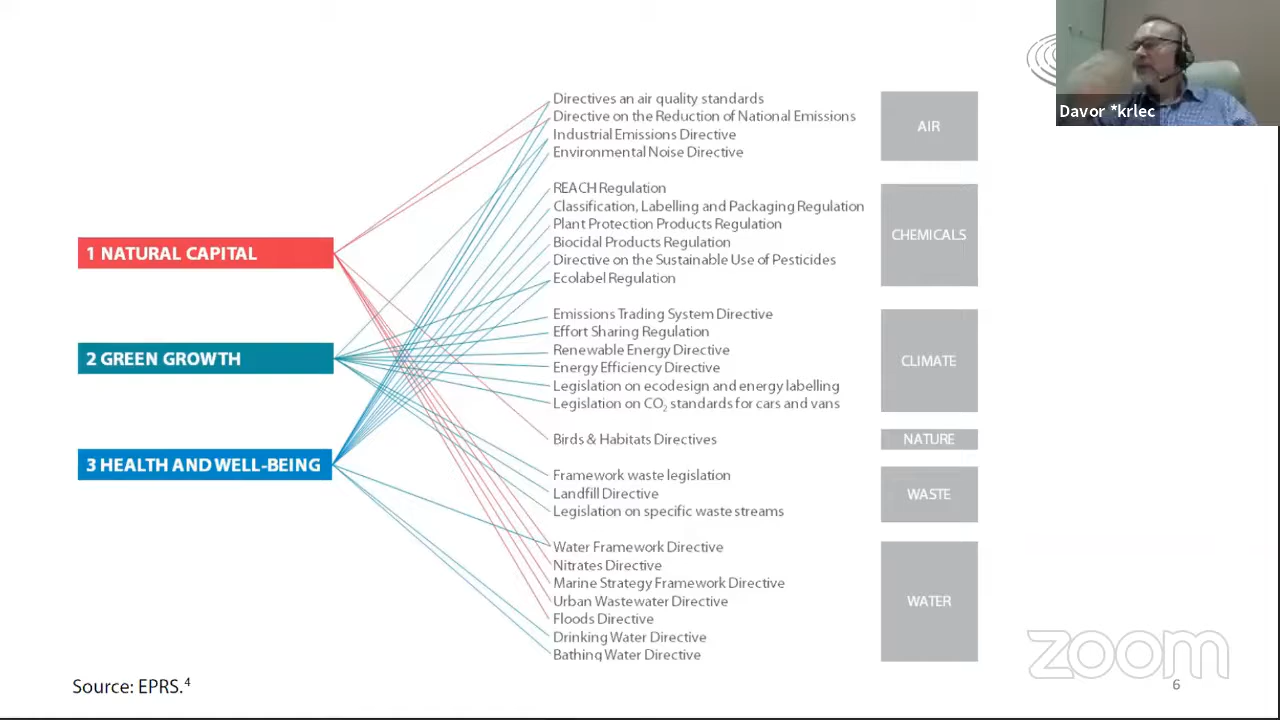 Davor *krlec
Directives an air quality standards
Directive on the Reduction of National Emissions
Industrial Emissions Directive
Environmental Noise Directive
AIR
REACH Regulation
Classification, Labelling and Packaging Regulation
Plant Protection Products Regulation
Biocidal Products Regulation
Directive on the Sustainable Use of Pesticides
Ecolabel Regulation
CHEMICALS
1 NATURAL CAPITAL
Emissions Trading System Directive
Effort Sharing Regulation
Renewable Energy Directive
Energy Efficiency Directive
Legislation on ecodesign and energy labelling
Legislation on CO₂ standards for cars and vans
CLIMATE
2 GREEN GROWTH
Birds & Habitats Directives
NATURE
3 HEALTH AND WELL-BEING
Framework waste legislation
Landfill Directive
Legislation on specific waste streams
WASTE
Water Framework Directive
Nitrates Directive
Marine Strategy Framework Directive
Urban Wastewater Directive
Floods Directive
Drinking Water Directive
Bathing Water Directive
WATER
zoom
Source: EPRS.⁴
6